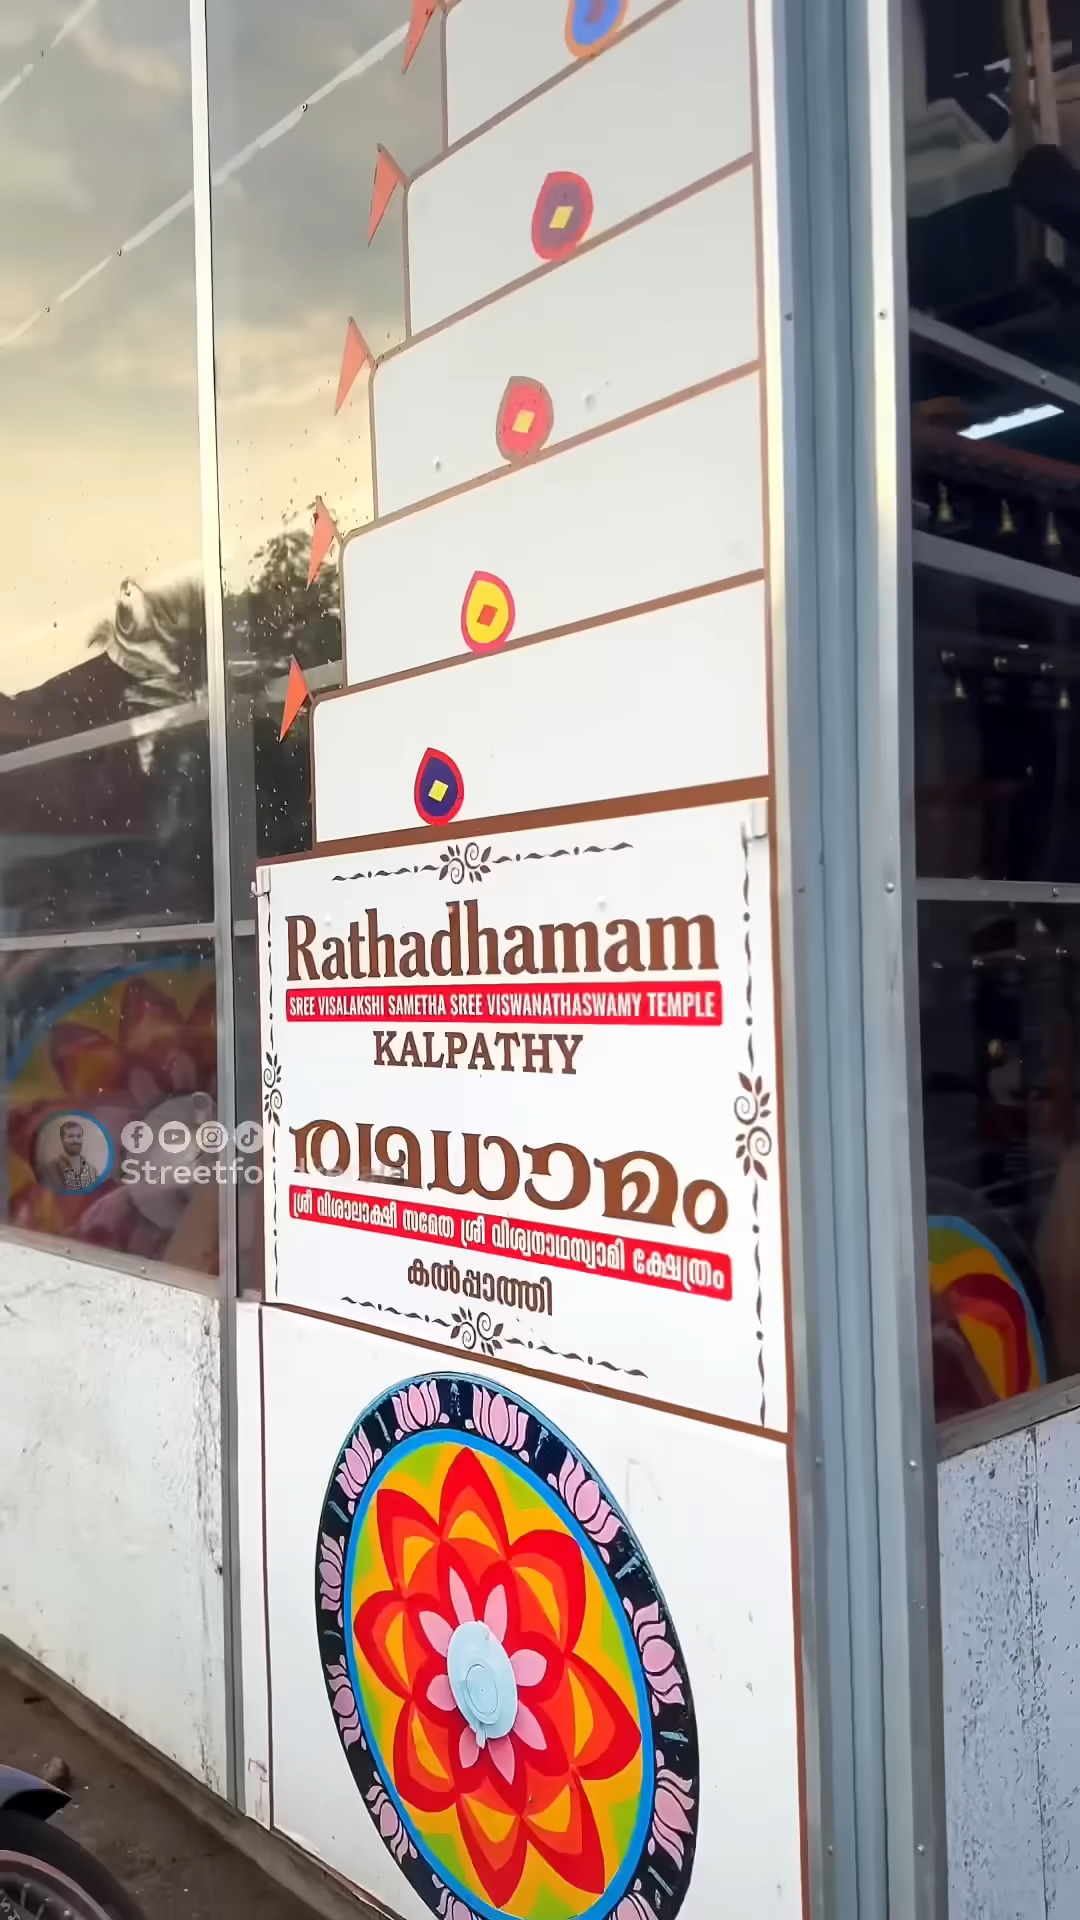 Rathadhamam
SREE VISALAKSHI SAMETHA SREE VISWANATHASWAMY TEMPLE
KALPATHY
രഥധാമം
ശ്രീ വിശാലാക്ഷീ സമേത ശ്രീ വിശ്വനാഥസ്വാമി ക്ഷേത്രം
കൽപ്പാത്തി